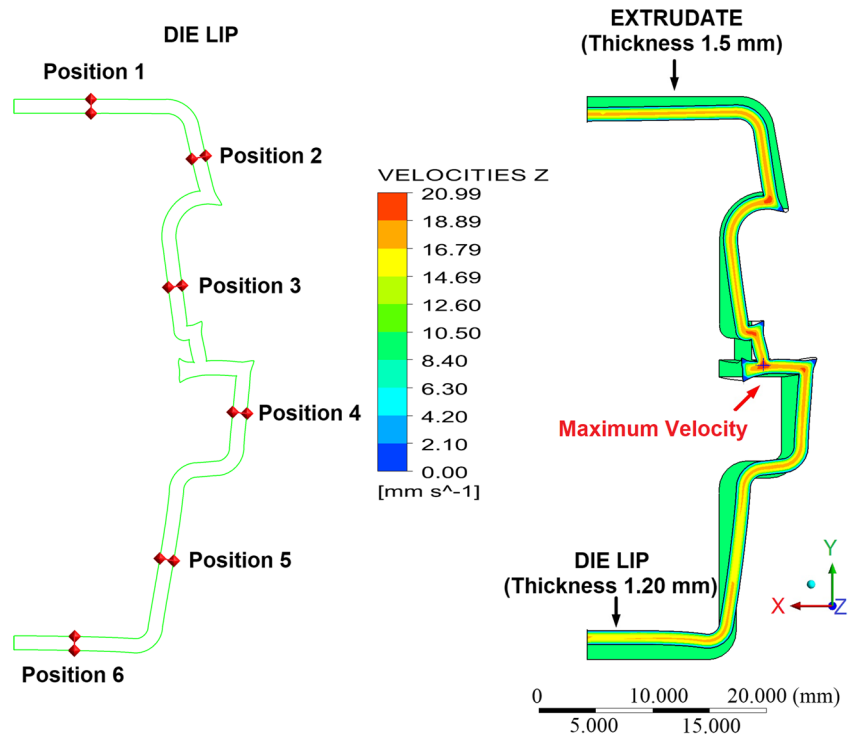 DIE LIP
Position 1
Position 2
Position 3
Position 4
Position 5
Position 6
VELOCITIES Z
20.99
18.89
16.79
14.69
12.60
10.50
8.40
6.30
4.20
2.10
0.00
[mm s^-1]
EXTRUDATE
(Thickness 1.5 mm)
Maximum Velocity
DIE LIP
(Thickness 1.20 mm)
Y
X
Z
0 10.000 20.000 (mm)
5.000 15.000